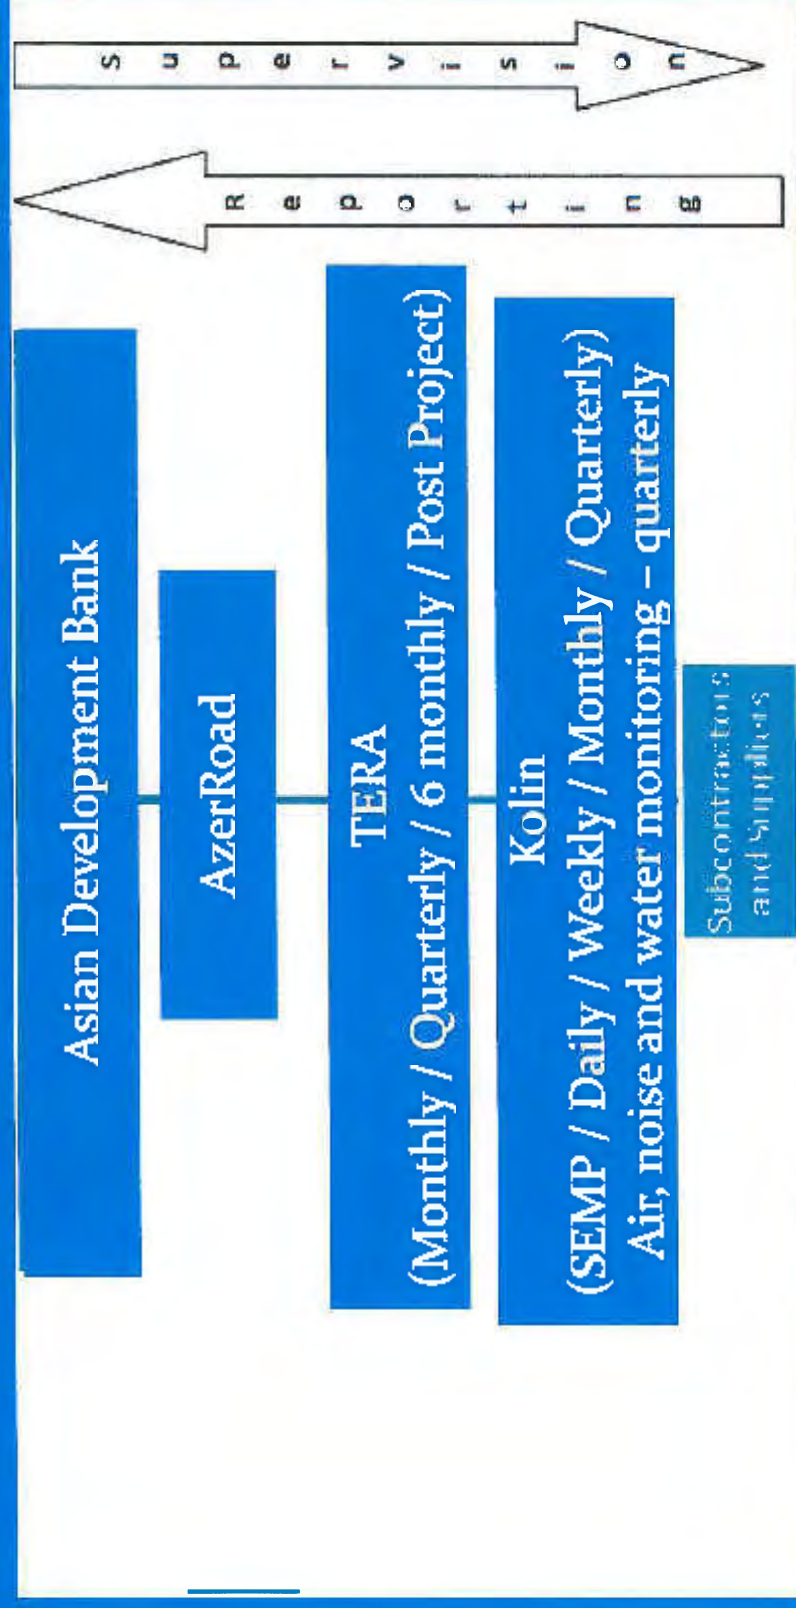 Asian Development Bank
AzerRoad
TERA
(Monthly / Quarterly / 6 monthly / Post Project)
Kolin
(SEMP / Daily / Weekly / Monthly / Quarterly)
Air, noise and water monitoring – quarterly
Subcontractors
and Suppliers
Reporting
Supervision